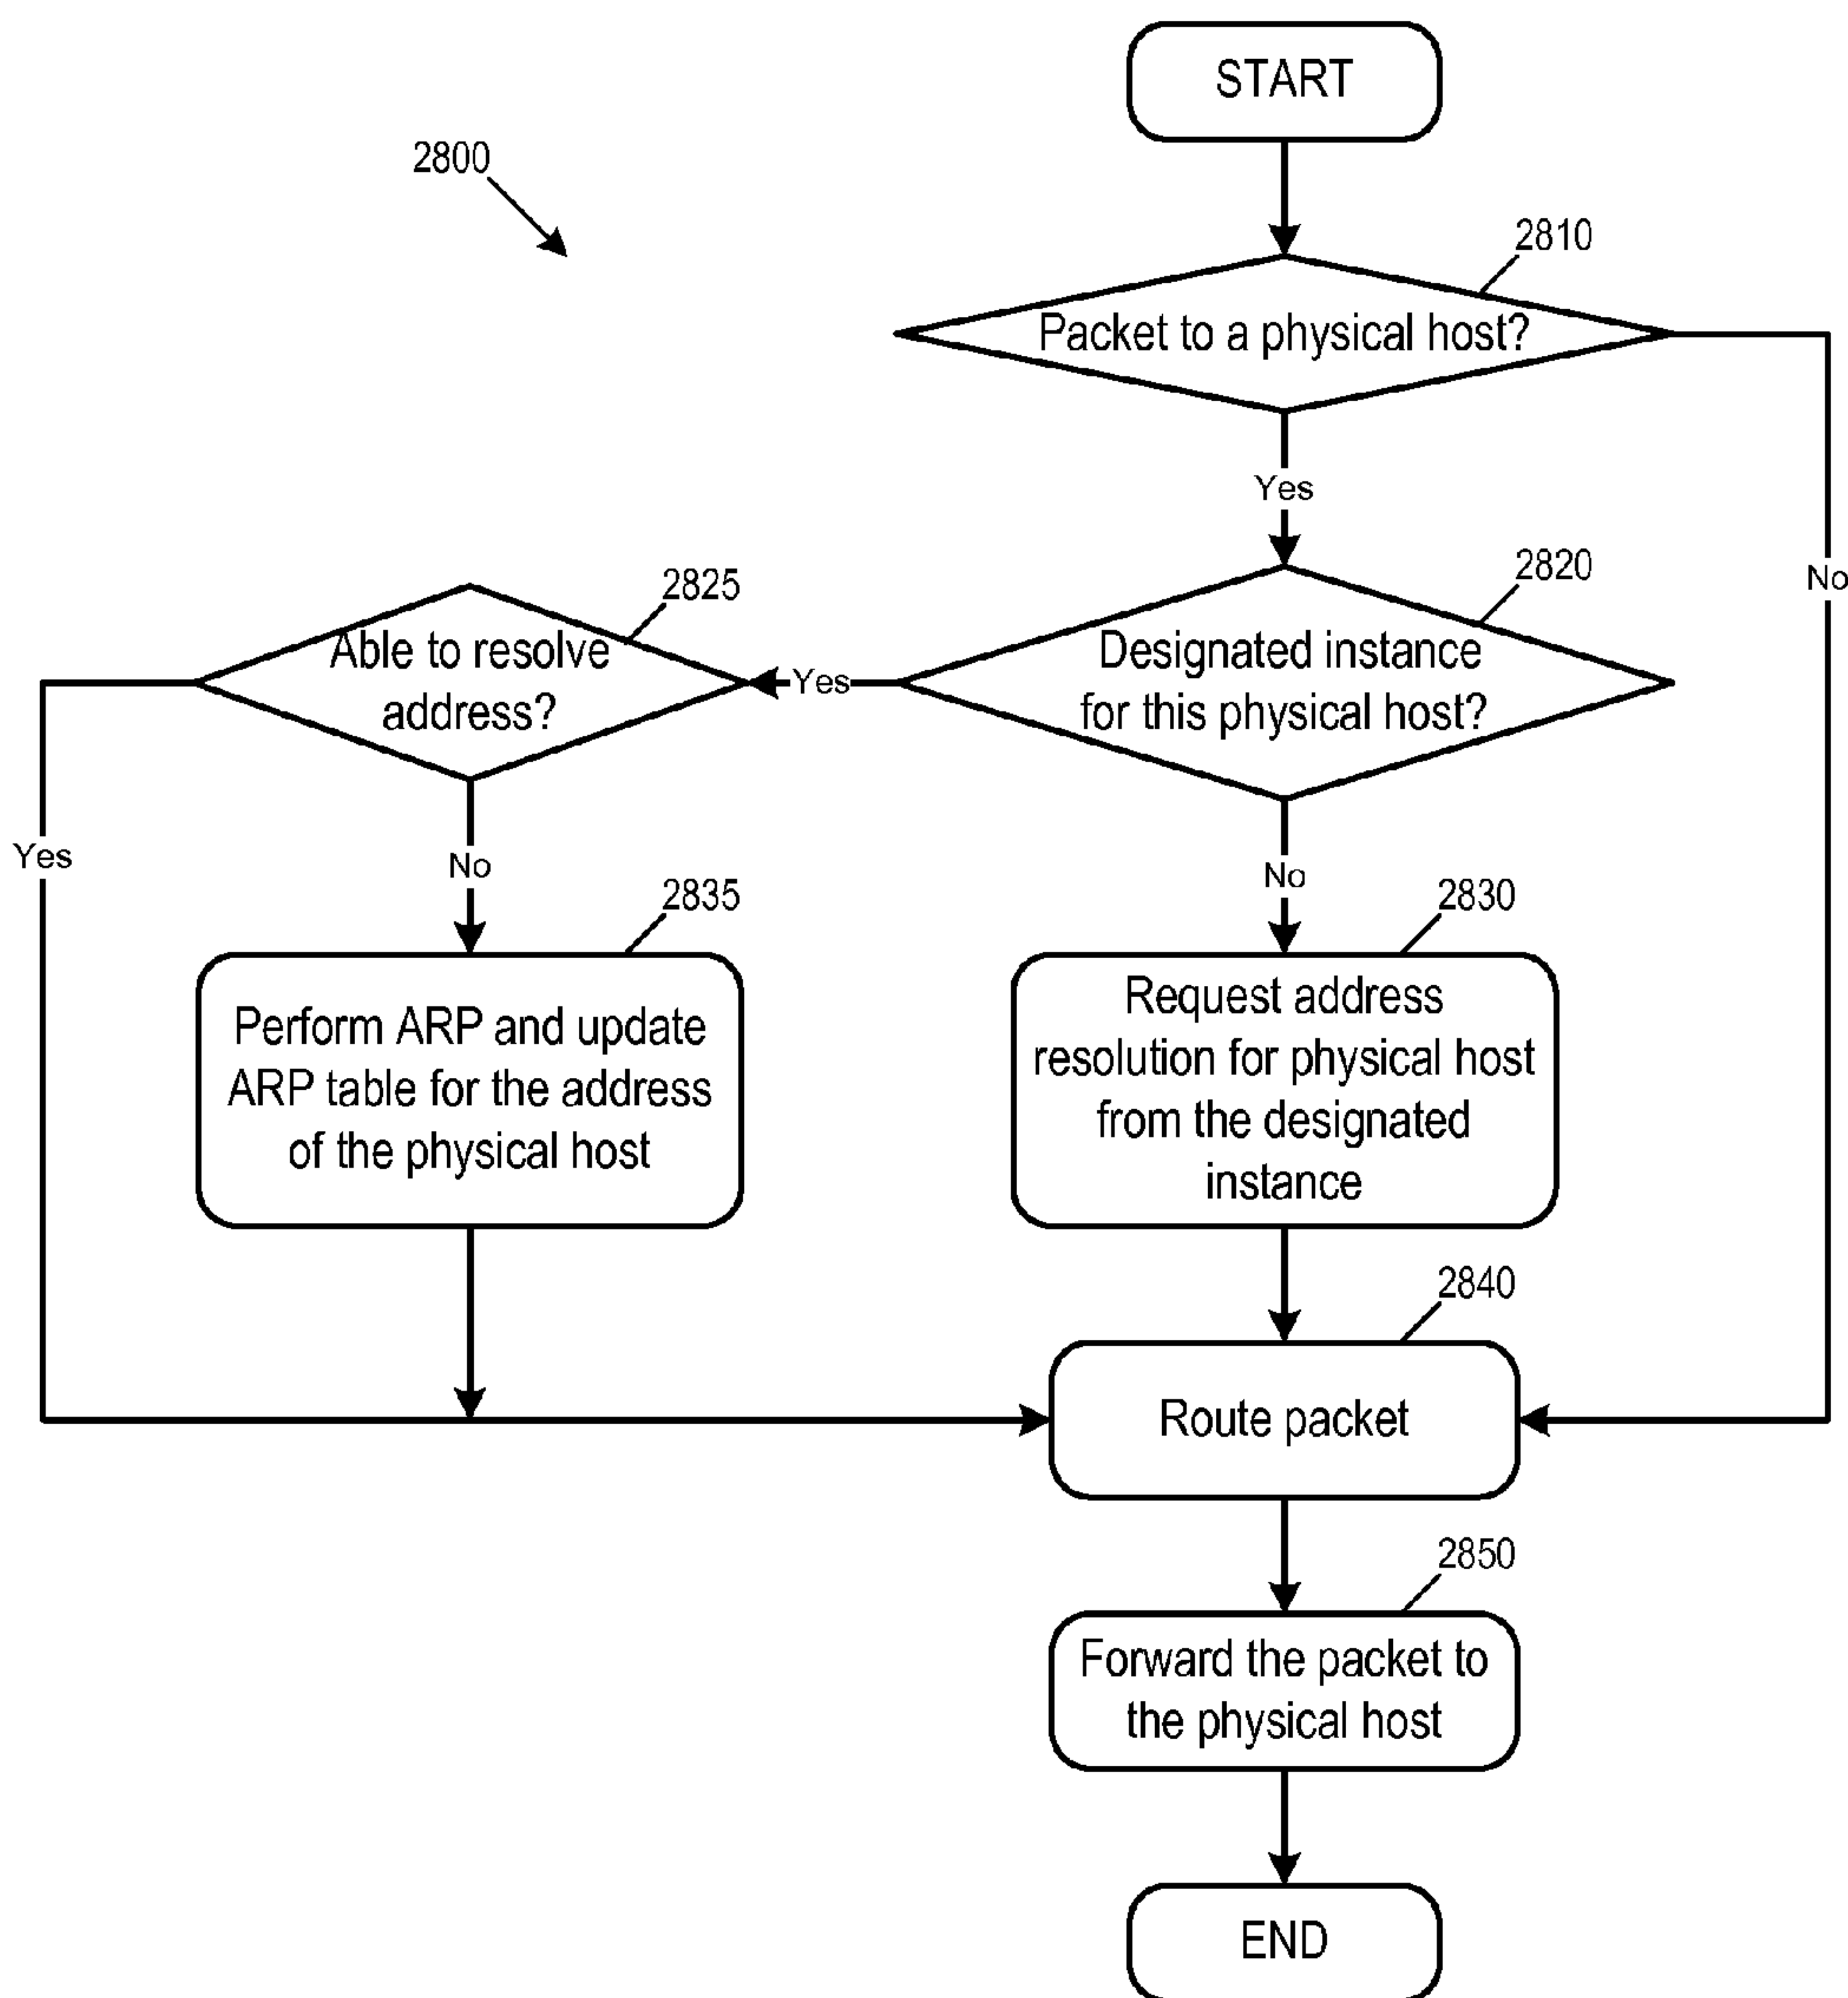 START
2800
2810
Packet to a physical host?
Yes
No
2820
Designated instance
for this physical host?
Yes
2825
Able to resolve
address?
Yes
No
No
2835
Perform ARP and update
ARP table for the address
of the physical host
2830
Request address
resolution for physical host
from the designated
instance
2840
Route packet
2850
Forward the packet to
the physical host
END